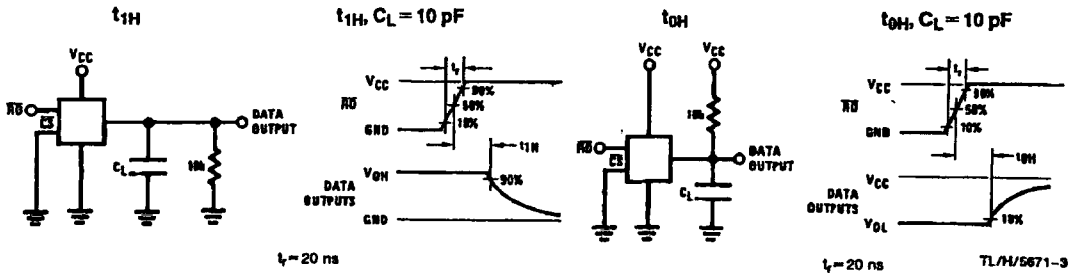 t1H
VCC
RD
CS
DATA
OUTPUT
CL
10k
t1H, CL = 10 pF
tr
VCC
90%
RD
50%
10%
GND
t1H
VOH
90%
DATA
OUTPUTS
GND
tr = 20 ns
t0H
VCC
VCC
10k
RD
CS
DATA
OUTPUT
CL
t0H, CL = 10 pF
tr
VCC
90%
RD
50%
10%
GND
t0H
VCC
DATA
OUTPUTS
VOL
10%
tr = 20 ns
TL/H/5671-3